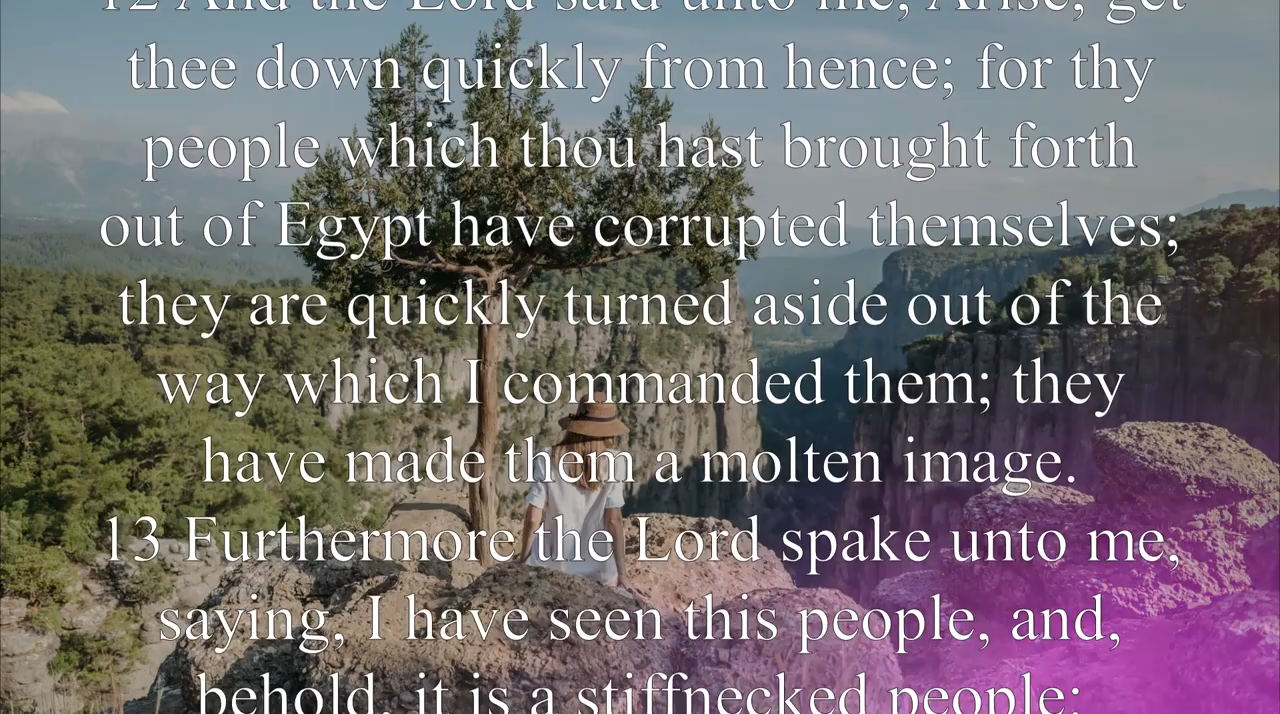 12 And the Lord said unto me, Arise, get
thee down quickly from hence; for thy
people which thou hast brought forth
out of Egypt have corrupted themselves;
they are quickly turned aside out of the
way which I commanded them; they
have made them a molten image.
13 Furthermore the Lord spake unto me,
saying, I have seen this people, and,
behold, it is a stiffnecked people: